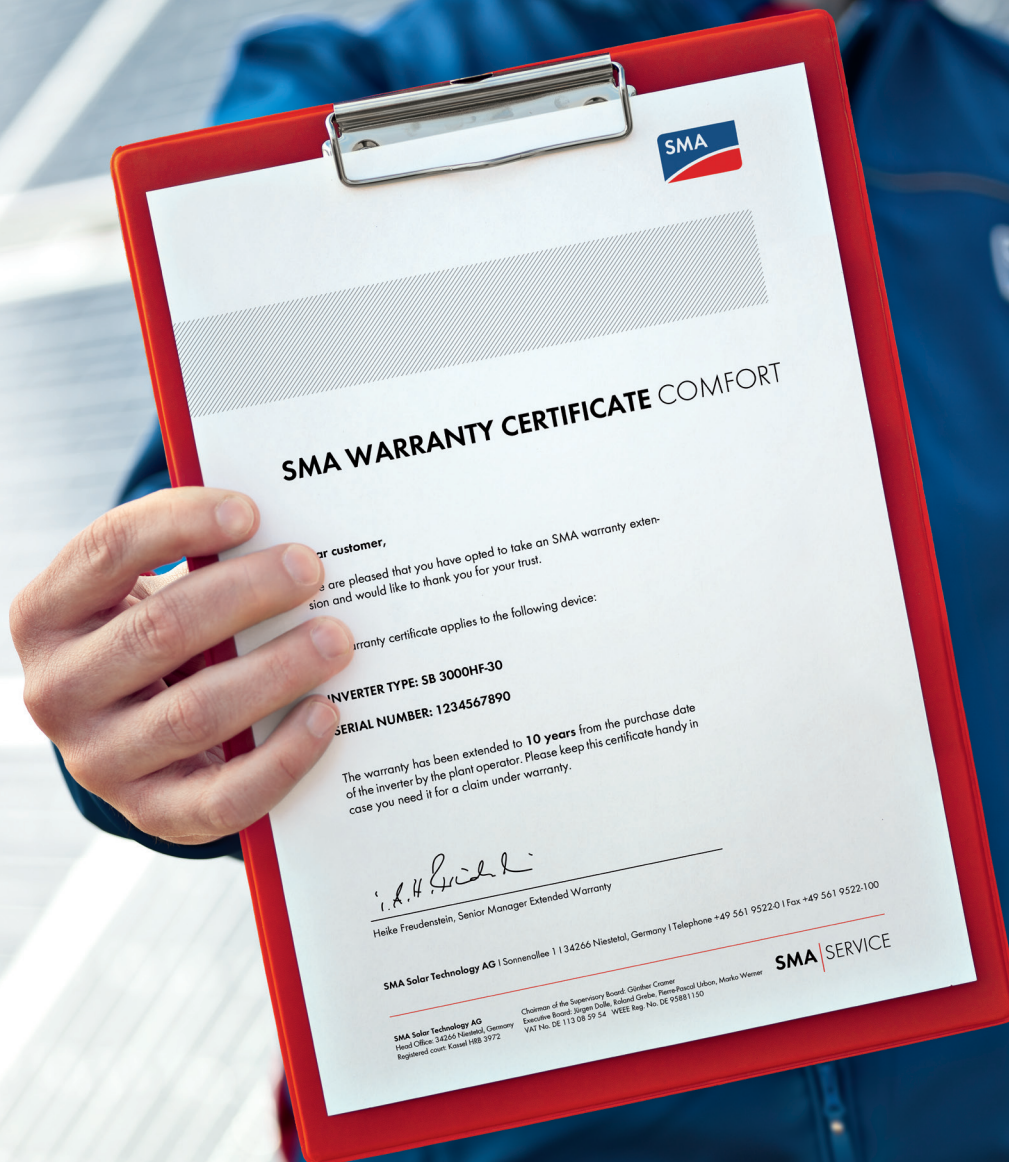 SMA
SMA WARRANTY CERTIFICATE COMFORT
ar customer,
are pleased that you have opted to take an SMA warranty exten-
sion and would like to thank you for your trust.
rranty certificate applies to the following device:
INVERTER TYPE: SB 3000HF-30
SERIAL NUMBER: 1234567890
The warranty has been extended to 10 years from the purchase date
of the inverter by the plant operator. Please keep this certificate handy in
case you need it for a claim under warranty.
Heike Freudenstein, Senior Manager Extended Warranty
SMA Solar Technology AG I Sonnenallee 1 I 34266 Niestetal, Germany I Telephone +49 561 9522-0 I Fax +49 561 9522-100
SMA SERVICE
SMA Solar Technology AG
Head Office: 34266 Niestetal, Germany
Registered court: Kassel HRB 3972
Chairman of the Supervisory Board: Günther Cramer
Executive Board: Jürgen Dolle, Roland Grebe, Pierre-Pascal Urbon, Marko Werner
VAT No. DE 113 08 59 54 WEEE Reg. No. DE 95881150